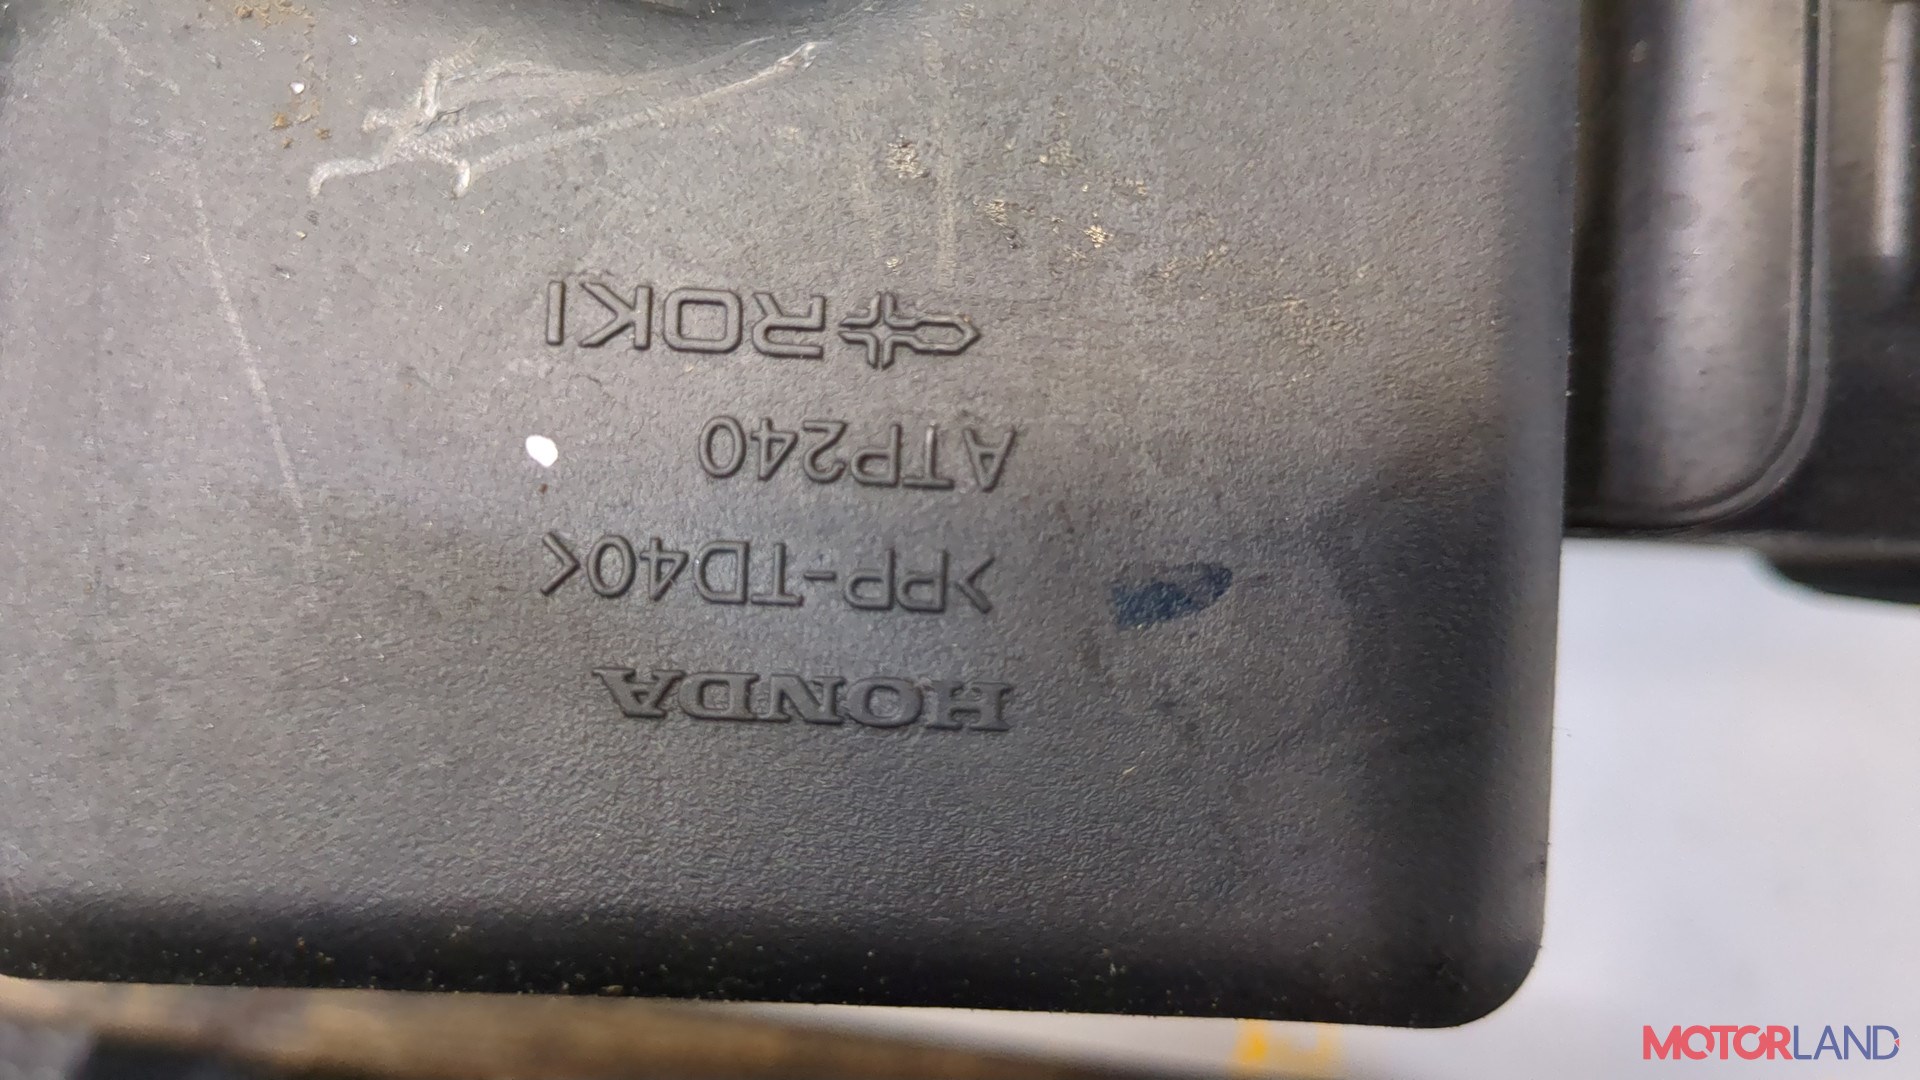 HONDA
>PP-TD40<
ATP240
ROKI
MOTORLAND